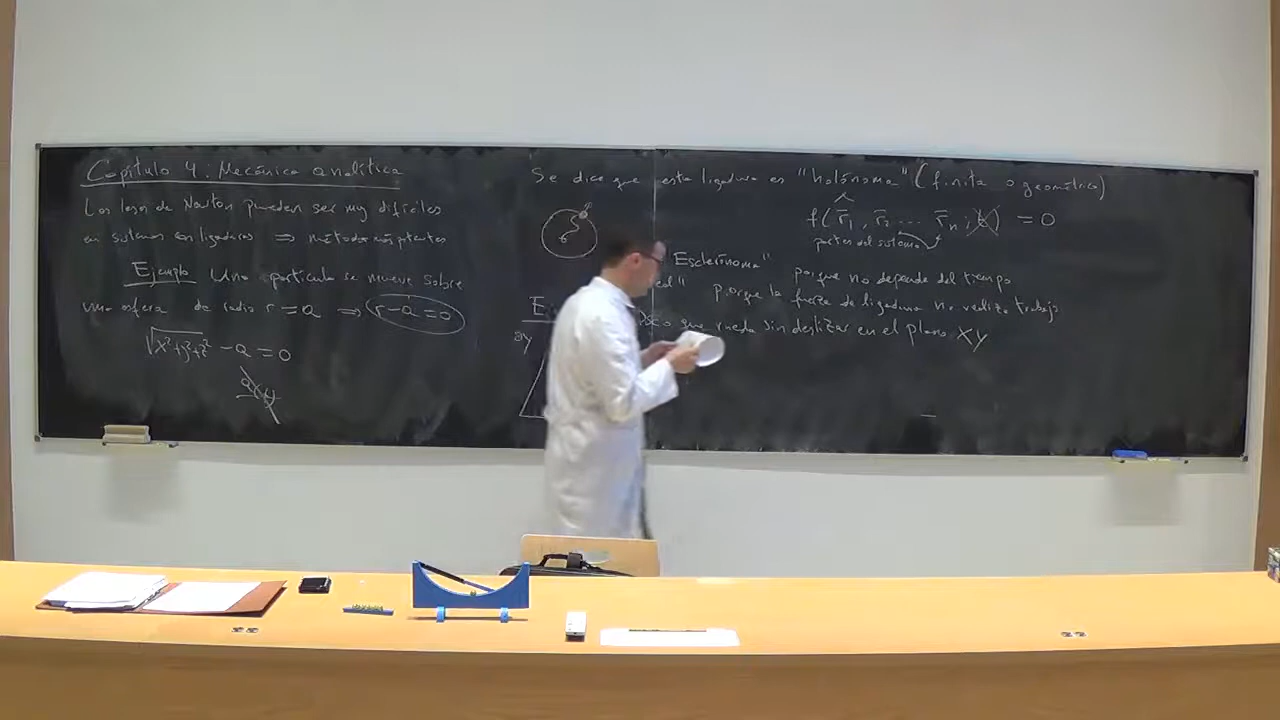 Capítulo 4: Mecánica analítica
Las leyes de Newton pueden ser muy difíciles
en sistemas con ligaduras ⇒ métodos más potentes
Ejemplo Una partícula se mueve sobre
una esfera de radio r = a ⇒ r - a = 0
√x²+y²+z² - a = 0
Se dice que esta ligadura es "holónoma" (finita o geométrica)
f(r̄₁, r̄₂ ... r̄ₙ; t) = 0
partes del sistema
Esclerónoma" porque no depende del tiempo
eal" porque la fuerza de ligadura no realiza trabajo
que rueda sin deslizar en el plano XY